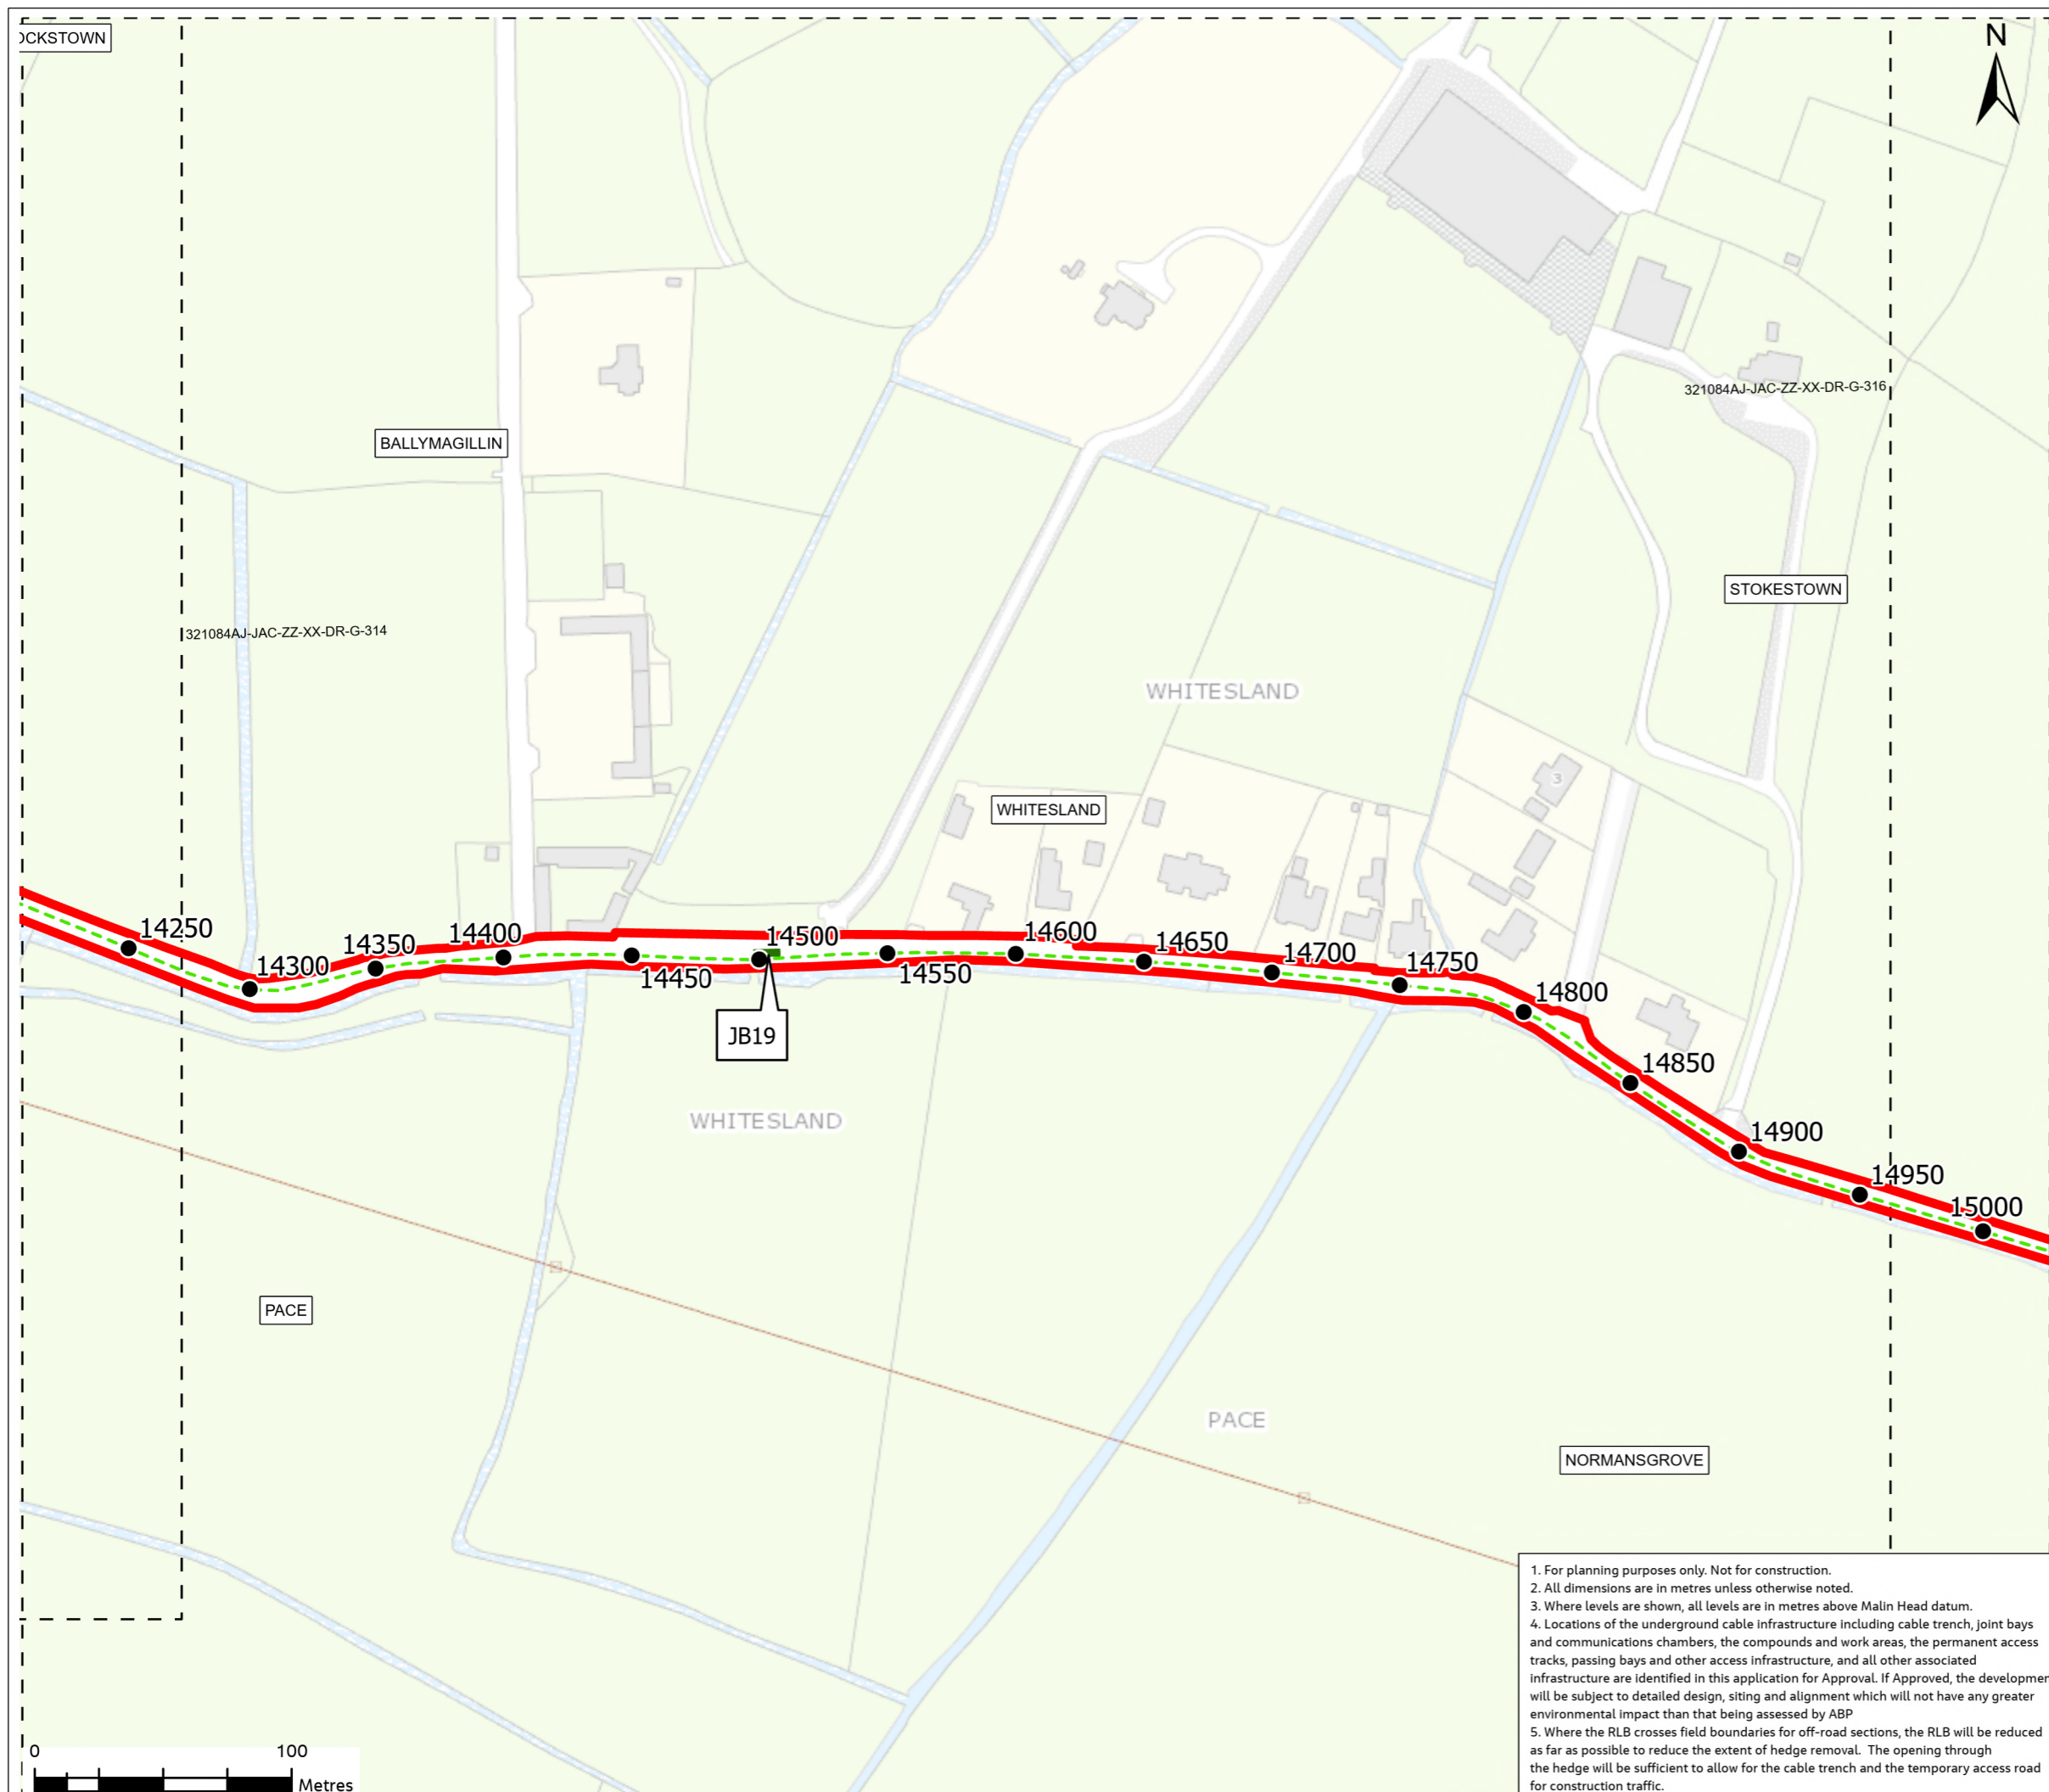 OCKSTOWN
N
321084AJ-JAC-ZZ-XX-DR-G-316
BALLYMAGILLIN
STOKESTOWN
321084AJ-JAC-ZZ-XX-DR-G-314
WHITESLAND
3
WHITESLAND
14250
14300
14350
14400
14450
14500
14550
14600
14650
14700
14750
14800
14850
14900
14950
15000
JB19
WHITESLAND
PACE
PACE
NORMANSGROVE
1. For planning purposes only. Not for construction.
2. All dimensions are in metres unless otherwise noted.
3. Where levels are shown, all levels are in metres above Malin Head datum.
4. Locations of the underground cable infrastructure including cable trench, joint bays
and communications chambers, the compounds and work areas, the permanent access
tracks, passing bays and other access infrastructure, and all other associated
infrastructure are identified in this application for Approval. If Approved, the developmen
will be subject to detailed design, siting and alignment which will not have any greater
environmental impact than that being assessed by ABP
5. Where the RLB crosses field boundaries for off-road sections, the RLB will be reduced
as far as possible to reduce the extent of hedge removal. The opening through
the hedge will be sufficient to allow for the cable trench and the temporary access road
for construction traffic.
0 100
Metres